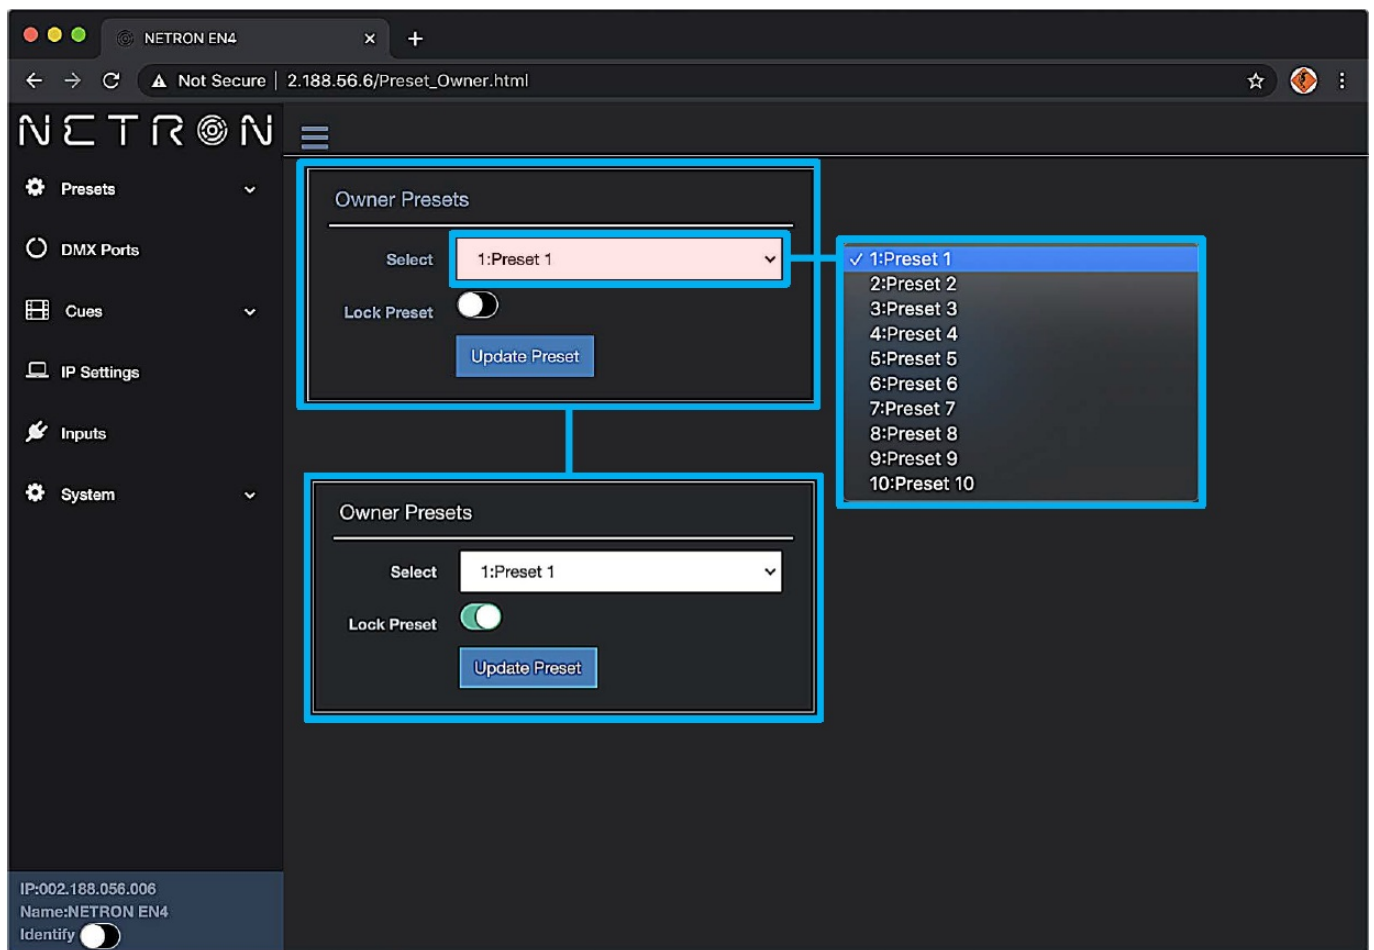 NETRON EN4
Not Secure | 2.188.56.6/Preset_Owner.html
NETRON
Presets
DMX Ports
Cues
IP Settings
Inputs
System
Owner Presets
Select 1:Preset 1
Lock Preset
Update Preset
✓ 1:Preset 1
2:Preset 2
3:Preset 3
4:Preset 4
5:Preset 5
6:Preset 6
7:Preset 7
8:Preset 8
9:Preset 9
10:Preset 10
Owner Presets
Select 1:Preset 1
Lock Preset
Update Preset
IP:002.188.056.006
Name:NETRON EN4
Identify